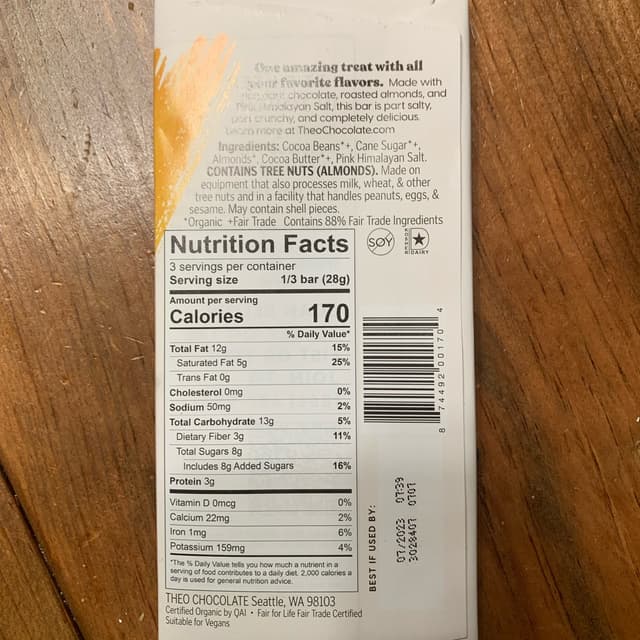 One amazing treat with all
your favorite flavors. Made with
dark chocolate, roasted almonds, and
Pink Himalayan Salt, this bar is part salty,
part crunchy, and completely delicious.
Learn more at TheoChocolate.com
Ingredients: Cocoa Beans*+, Cane Sugar*+,
Almonds*, Cocoa Butter*+, Pink Himalayan Salt.
CONTAINS TREE NUTS (ALMONDS). Made on
equipment that also processes milk, wheat, & other
tree nuts and in a facility that handles peanuts, eggs, &
sesame. May contain shell pieces.
*Organic +Fair Trade Contains 88% Fair Trade Ingredients
Nutrition Facts
3 servings per container
Serving size 1/3 bar (28g)
Amount per serving
Calories 170
% Daily Value*
Total Fat 12g 15%
Saturated Fat 5g 25%
Trans Fat 0g
Cholesterol 0mg 0%
Sodium 50mg 2%
Total Carbohydrate 13g 5%
Dietary Fiber 3g 11%
Total Sugars 8g
Includes 8g Added Sugars 16%
Protein 3g
Vitamin D 0mcg 0%
Calcium 22mg 2%
Iron 1mg 6%
Potassium 159mg 4%
*The % Daily Value tells you how much a nutrient in a
serving of food contributes to a daily diet. 2,000 calories a
day is used for general nutrition advice.
THEO CHOCOLATE Seattle, WA 98103
Certified Organic by QAI • Fair for Life Fair Trade Certified
Suitable for Vegans
SOY
KOSHER
DAIRY
8 74492 00170 4
BEST IF USED BY:
07/2023 07:39
3028407 0707